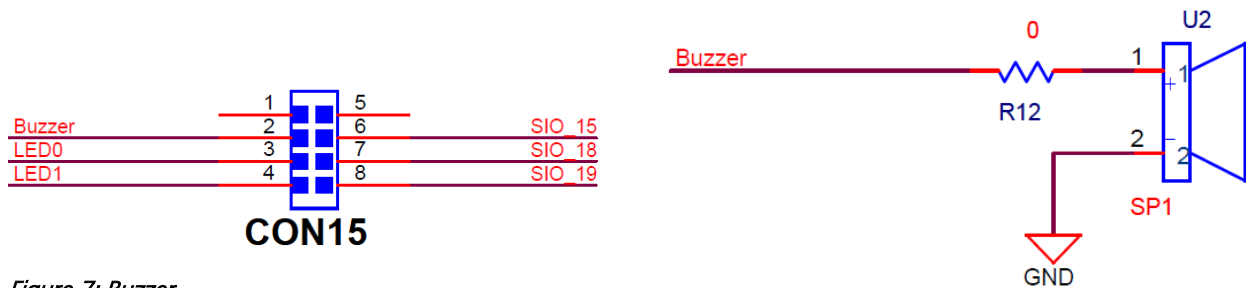 1 5
Buzzer 2 6 SIO_15
LED0 3 7 SIO_18
LED1 4 8 SIO_19
CON15
Figure 7: Buzzer
U2
0
Buzzer
1
1
+
R12
2
-
2
SP1
GND